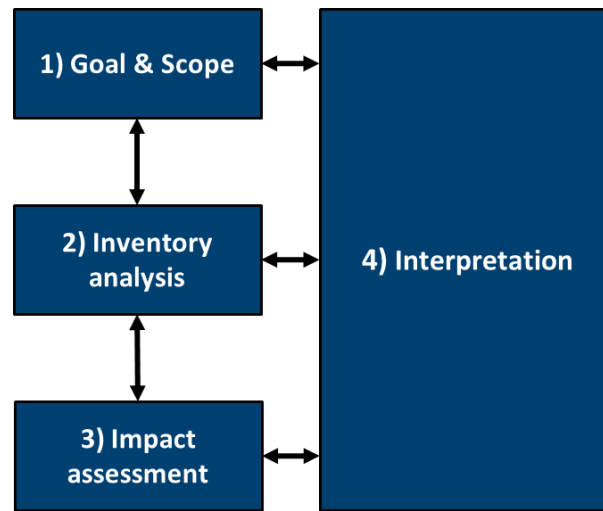 1) Goal & Scope
2) Inventory
analysis
3) Impact
assessment
4) Interpretation